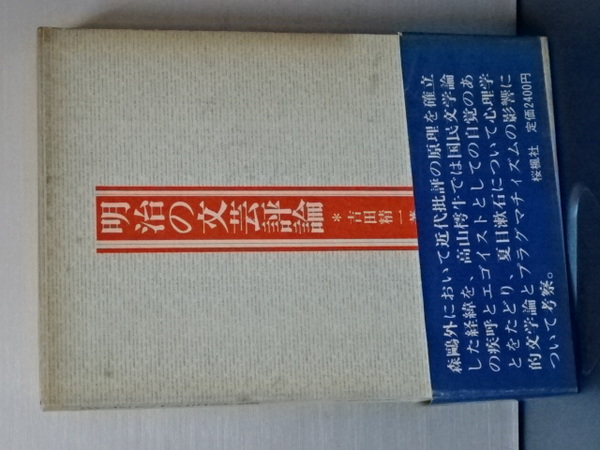 明治の文芸評論
＊吉田精一
森鷗外において近代批評の原理を確立
した経緯を、高山樗牛では国民文学論
の疾呼とエゴイストとしての自覚のあ
とをたどり、夏目漱石について心理学
的文学論とプラグマチイズムの影響に
ついて考察。
桜楓社　定価2400円